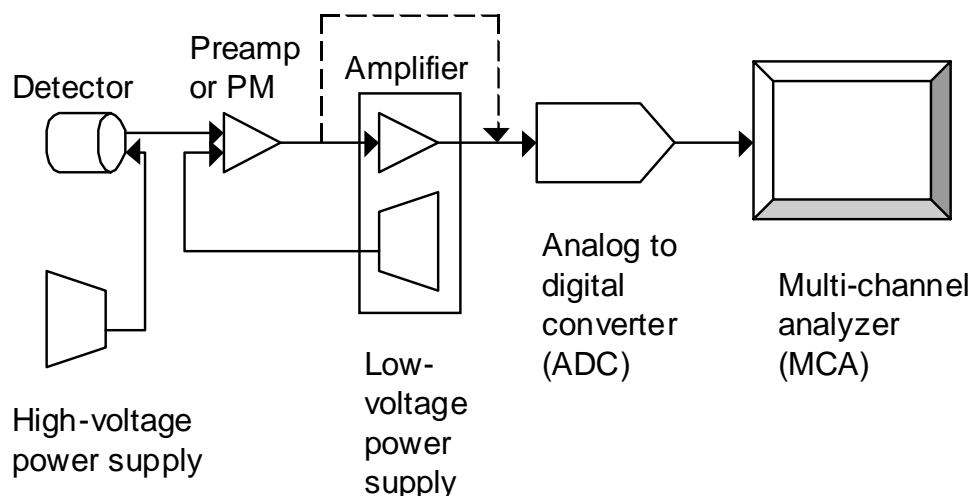 Detector
Preamp
or PM
Amplifier
High-voltage
power supply
Low-
voltage
power
supply
Analog to
digital
converter
(ADC)
Multi-channel
analyzer
(MCA)